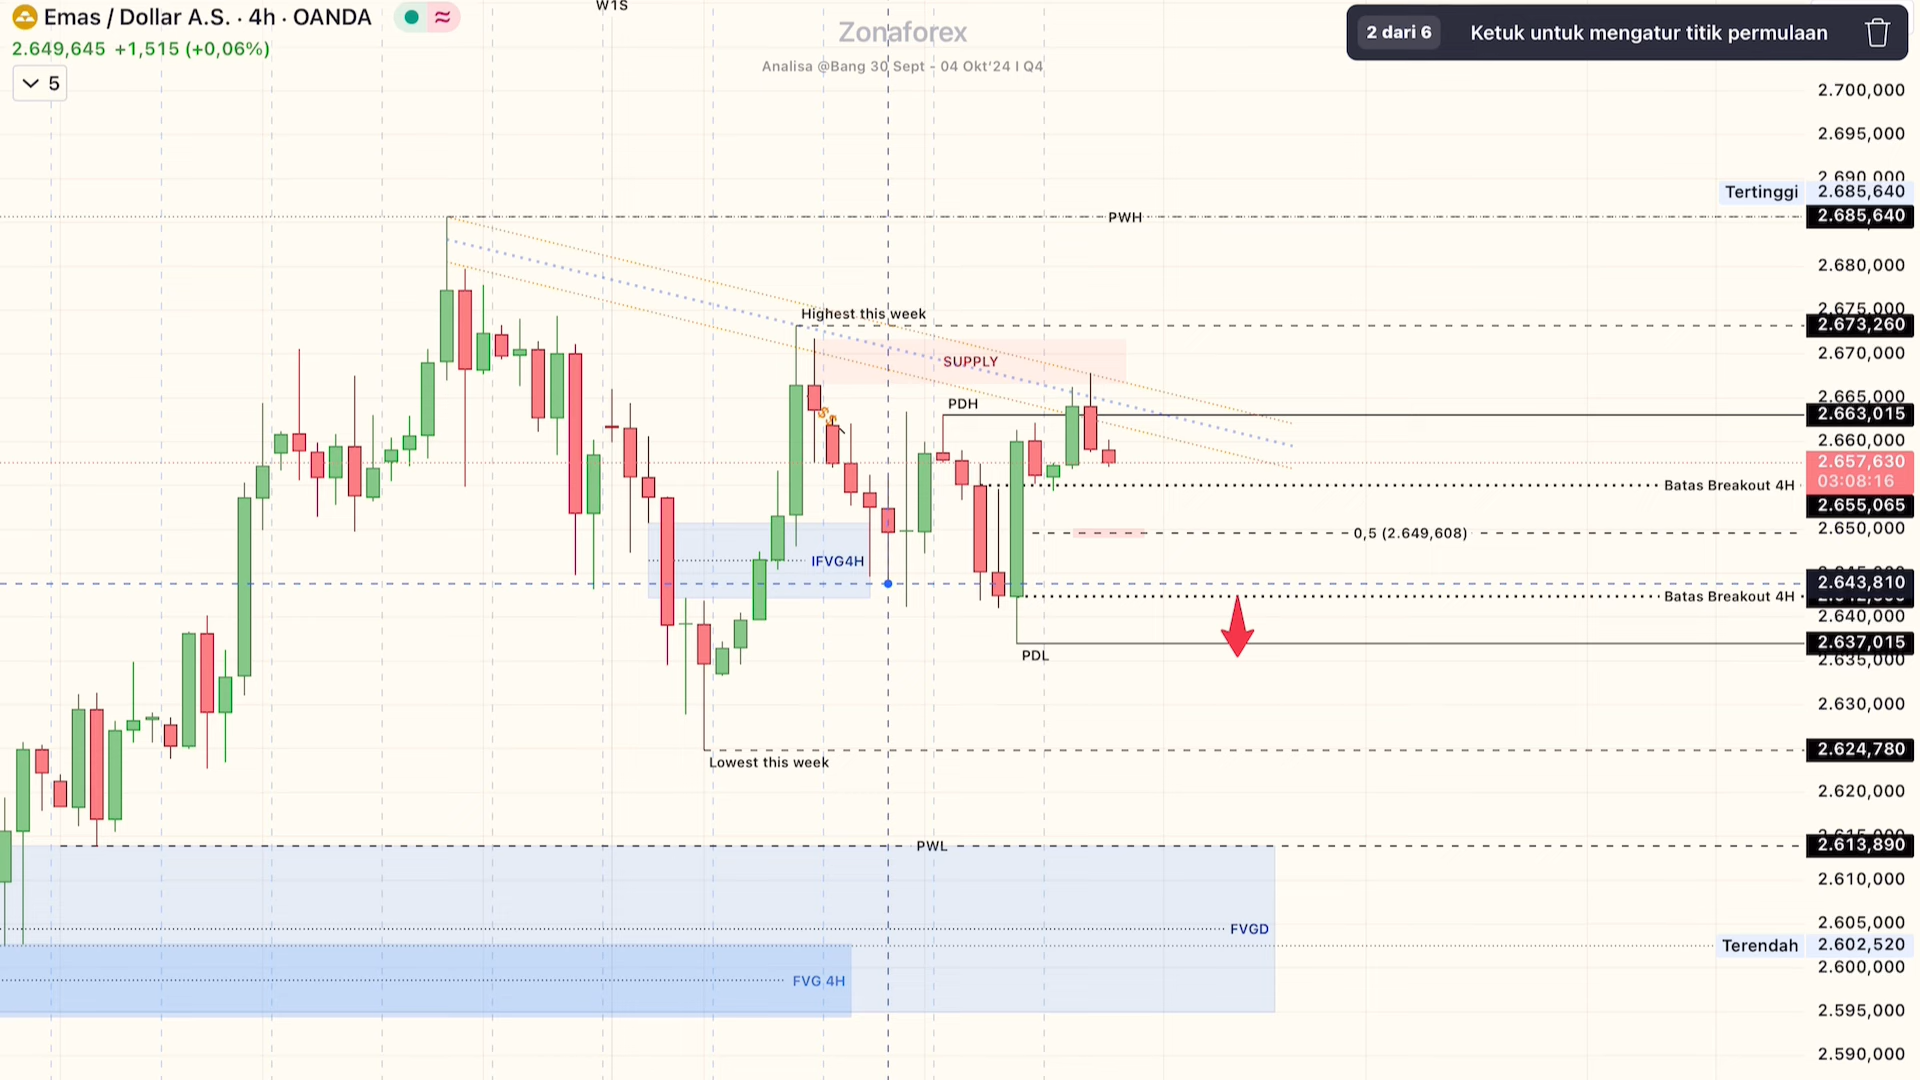 W1S
Emas / Dollar A.S. · 4h · OANDA
2.649,645 +1,515 (+0,06%)
5
Zonaforex
Analisa @Bang 30 Sept - 04 Okt'24 I Q4
2 dari 6
Ketuk untuk mengatur titik permulaan
2.700,000
2.695,000
2.690,000
Tertinggi 2.685,640
PWH
2.685,640
2.680,000
2.675,000
Highest this week
2.673,260
2.670,000
SUPPLY
2.665,000
PDH
2.663,015
2.660,000
2.657,630
03:08:16
Batas Breakout 4H
2.655,065
2.650,000
0,5 (2.649,608)
IFVG4H
2.643,810
Batas Breakout 4H
2.640,000
2.637,015
PDL
2.635,000
2.630,000
2.624,780
Lowest this week
2.620,000
2.615,000
PWL
2.613,890
2.610,000
2.605,000
FVGD
Terendah 2.602,520
2.600,000
FVG 4H
2.595,000
2.590,000